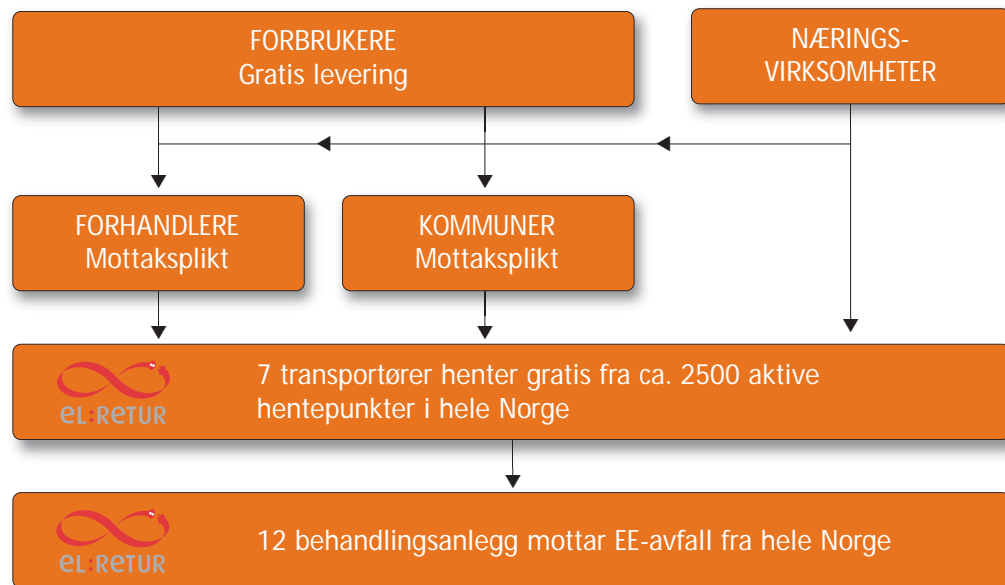 FORBRUKERE
Gratis levering
NÆRINGS-
VIRKSOMHETER
FORHANDLERE
Mottaksplikt
KOMMUNER
Mottaksplikt
eL:ReTUR
7 transportører henter gratis fra ca. 2500 aktive
hentepunkter i hele Norge
eL:ReTUR
12 behandlingsanlegg mottar EE-avfall fra hele Norge